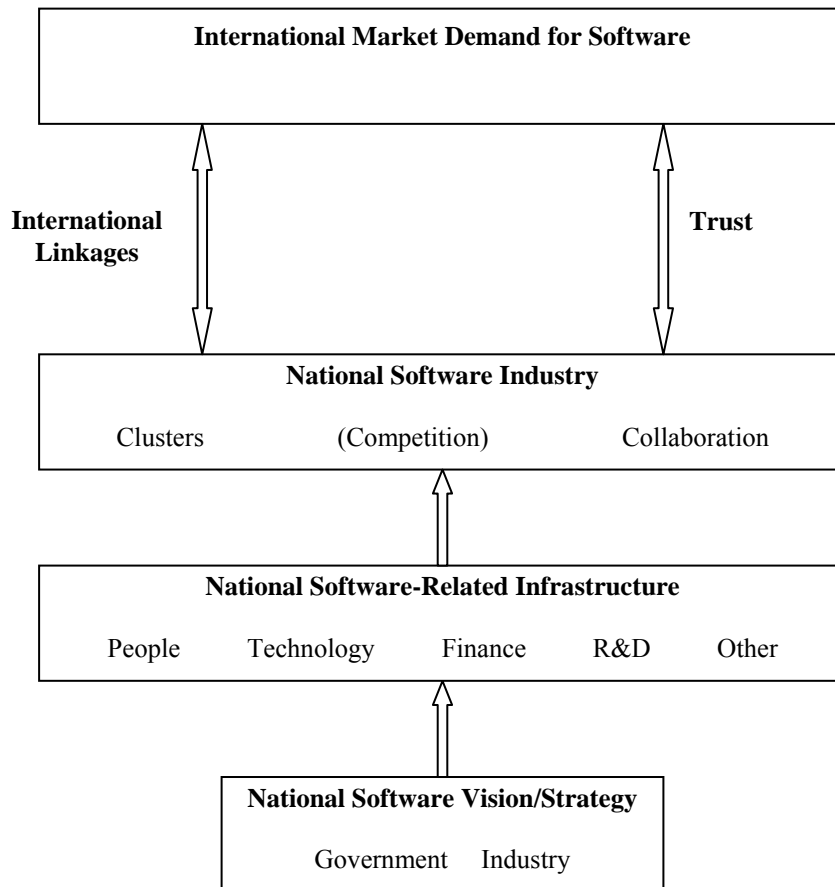 International Market Demand for Software
International
Linkages
Trust
National Software Industry
Clusters (Competition) Collaboration
National Software-Related Infrastructure
People Technology Finance R&D Other
National Software Vision/Strategy
Government Industry